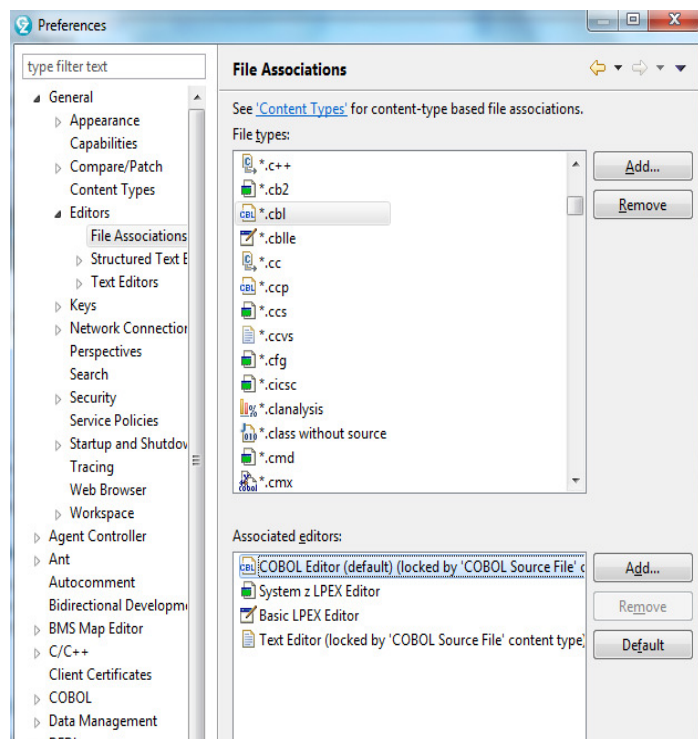 Preferences
type filter text
General
Appearance
Capabilities
Compare/Patch
Content Types
Editors
File Associations
Structured Text E
Text Editors
Keys
Network Connection
Perspectives
Search
Security
Service Policies
Startup and Shutdov
Tracing
Web Browser
Workspace
Agent Controller
Ant
Autocomment
Bidirectional Developme
BMS Map Editor
C/C++
Client Certificates
COBOL
Data Management
File Associations
See 'Content Types' for content-type based file associations.
File types:
*.c++
*.cb2
*.cbl
*.cblle
*.cc
*.ccp
*.ccs
*.ccvs
*.cfg
*.cicsc
*.clanalysis
*.class without source
*.cmd
*.cmx
Add...
Remove
Associated editors:
COBOL Editor (default) (locked by 'COBOL Source File' c
System z LPEX Editor
Basic LPEX Editor
Text Editor (locked by 'COBOL Source File' content type)
Add...
Remove
Default